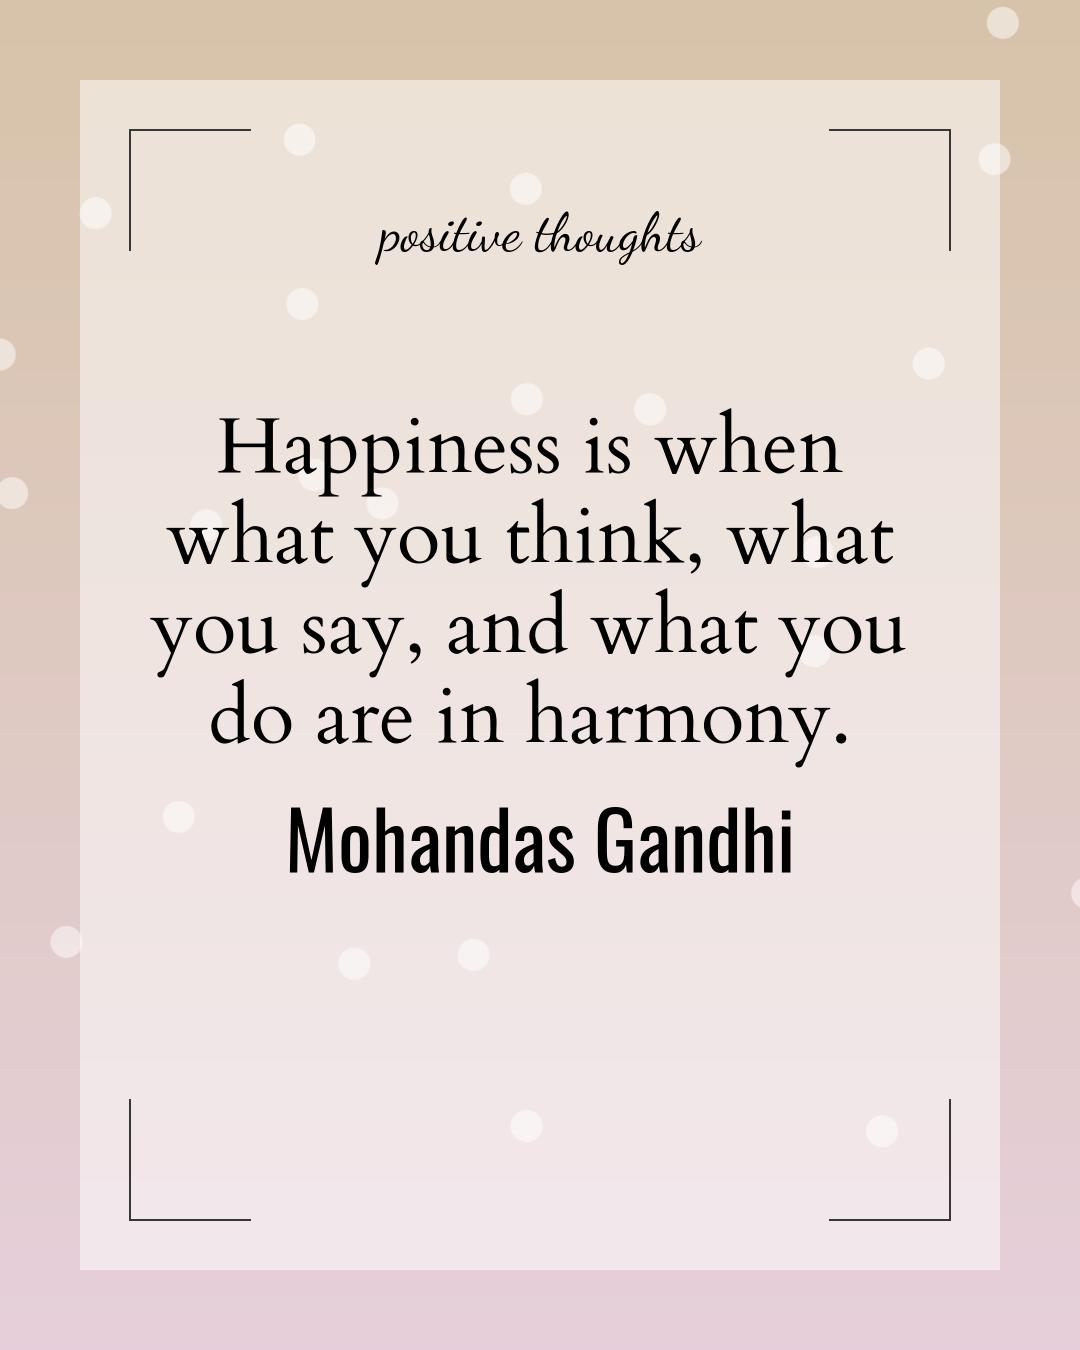 positive thoughts
Happiness is when
what you think, what
you say, and what you
do are in harmony.
Mohandas Gandhi